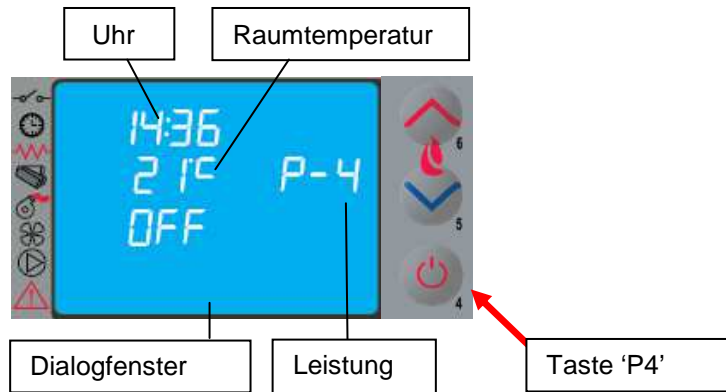 Uhr
Raumtemperatur
14:36
21°C P-4
OFF
6
5
4
Dialogfenster
Leistung
Taste ‘P4’